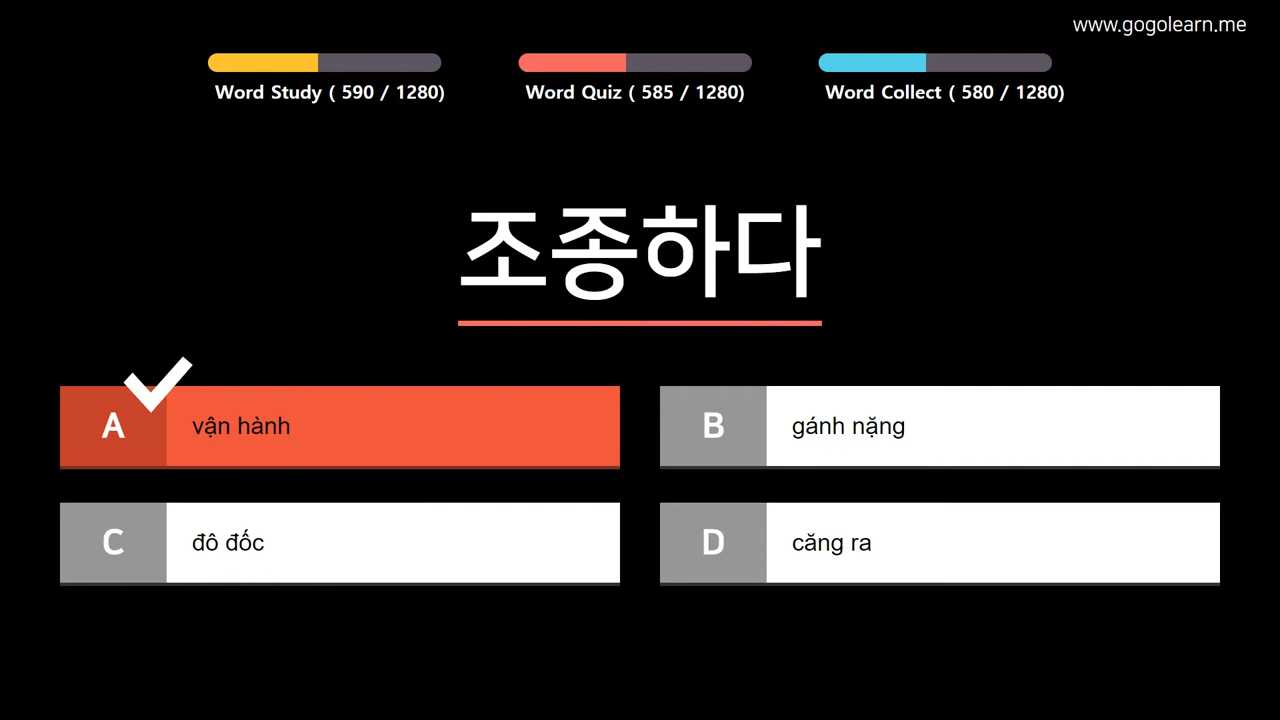 www.gogolearn.me
Word Study ( 590 / 1280)
Word Quiz ( 585 / 1280)
Word Collect ( 580 / 1280)
조종하다
A vận hành
B gánh nặng
C đô đốc
D căng ra